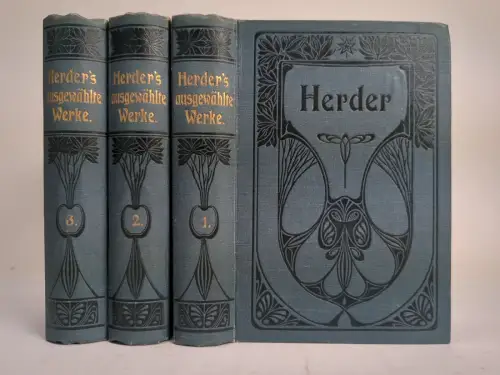 Herder's
ausgewählte
Werke.
3.
Herder's
ausgewählte
Werke.
2.
Herder's
ausgewählte
Werke.
1.
Herder